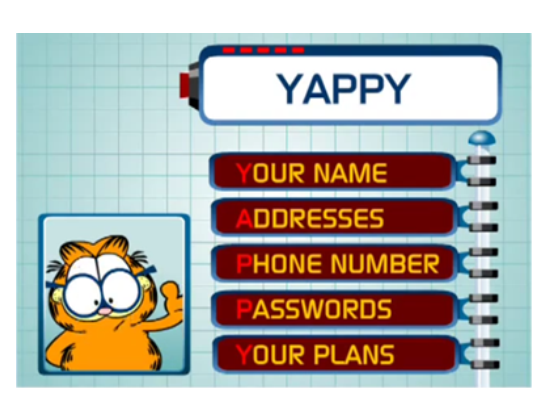 YAPPY
YOUR NAME
ADDRESSES
PHONE NUMBER
PASSWORDS
YOUR PLANS